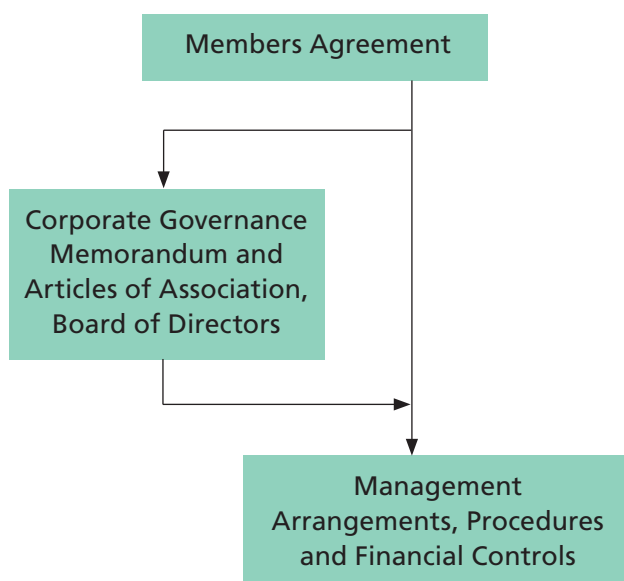 Members Agreement
Corporate Governance
Memorandum and
Articles of Association,
Board of Directors
Management
Arrangements, Procedures
and Financial Controls